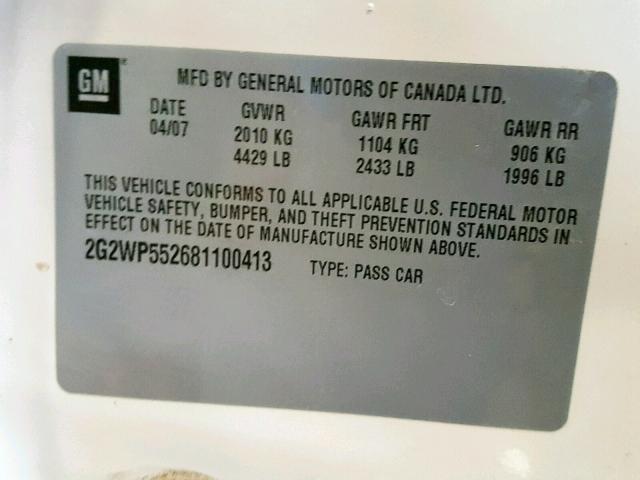 GM
MFD BY GENERAL MOTORS OF CANADA LTD.
DATE GVWR GAWR FRT GAWR RR
04/07 2010 KG 1104 KG 906 KG
4429 LB 2433 LB 1996 LB
THIS VEHICLE CONFORMS TO ALL APPLICABLE U.S. FEDERAL MOTOR
VEHICLE SAFETY, BUMPER, AND THEFT PREVENTION STANDARDS IN
EFFECT ON THE DATE OF MANUFACTURE SHOWN ABOVE.
2G2WP552681100413 TYPE: PASS CAR